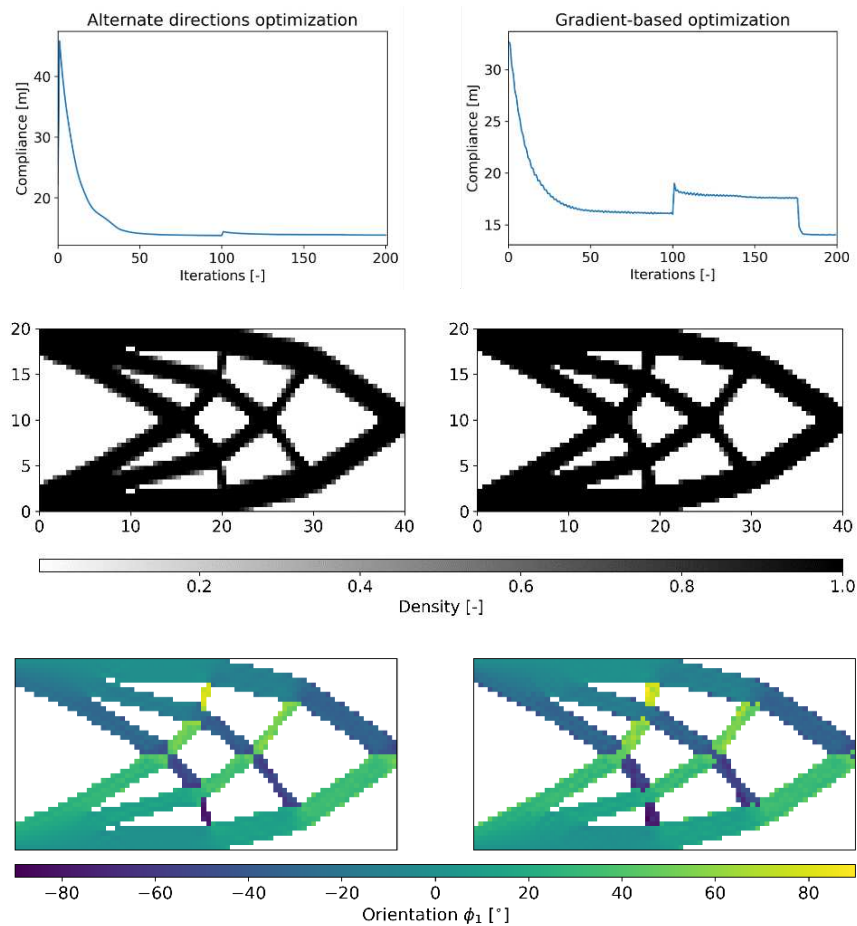 Alternate directions optimization
Gradient-based optimization
Compliance [mJ]
40
30
20
0 50 100 150 200
Iterations [-]
Compliance [mJ]
30
25
20
15
0 50 100 150 200
Iterations [-]
20
15
10
5
0
0 10 20 30 40
20
15
10
5
0
0 10 20 30 40
0.2 0.4 0.6 0.8 1.0
Density [-]
−80 −60 −40 −20 0 20 40 60 80
Orientation ϕ₁ [°]